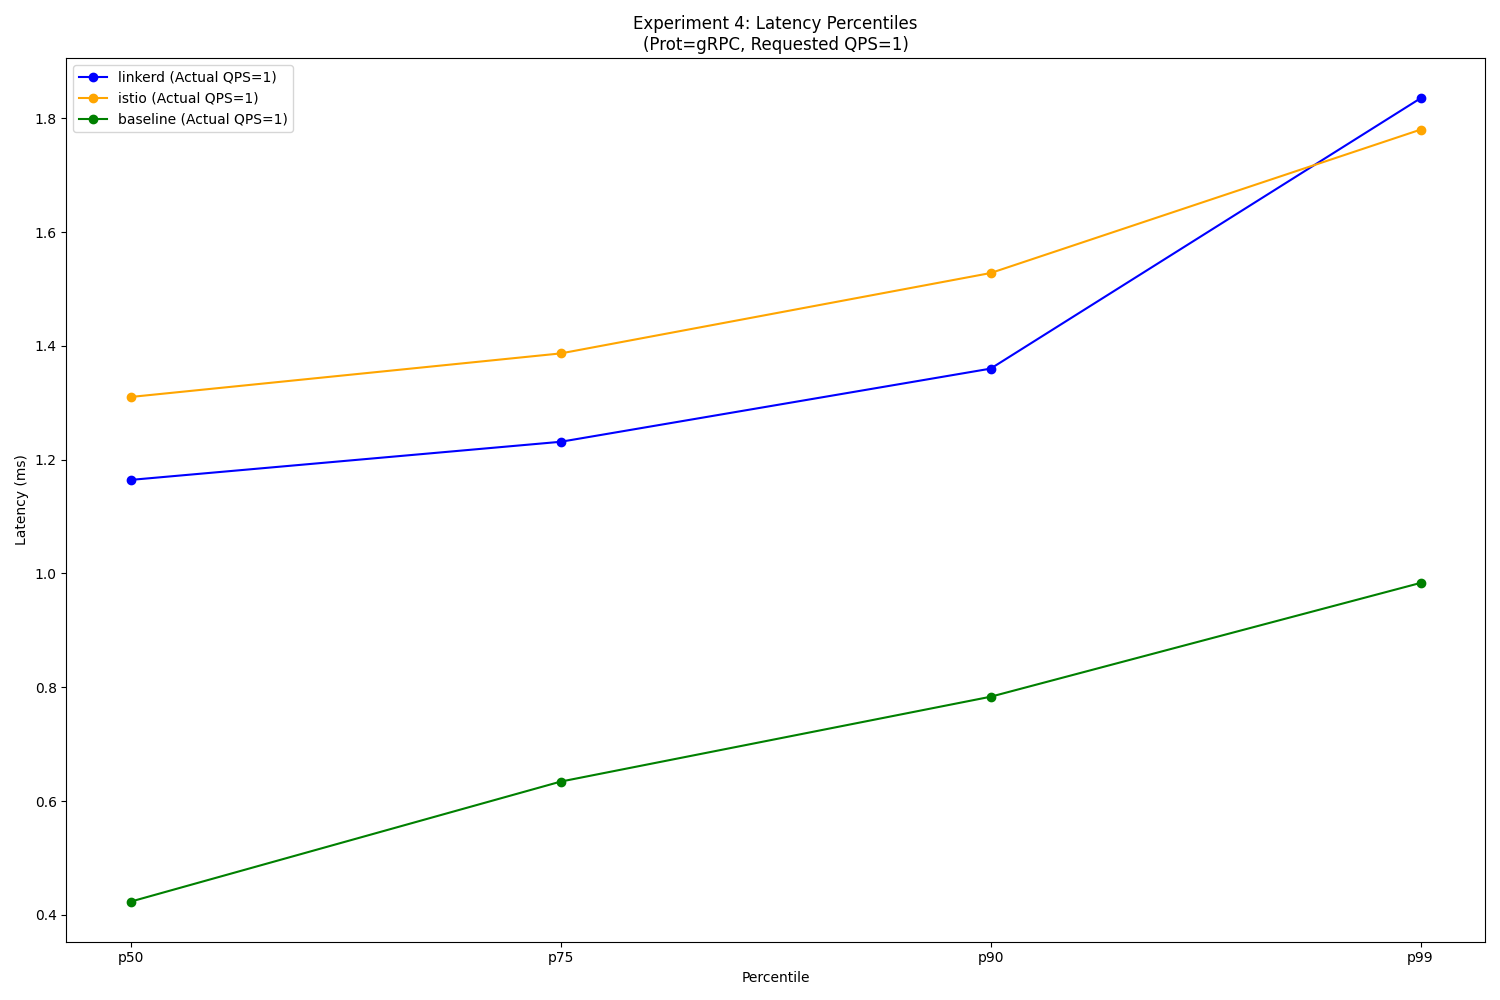 Experiment 4: Latency Percentiles
(Prot=gRPC, Requested QPS=1)
linkerd (Actual QPS=1)
istio (Actual QPS=1)
baseline (Actual QPS=1)
Latency (ms)
1.8
1.6
1.4
1.2
1.0
0.8
0.6
0.4
p50
p75
p90
p99
Percentile